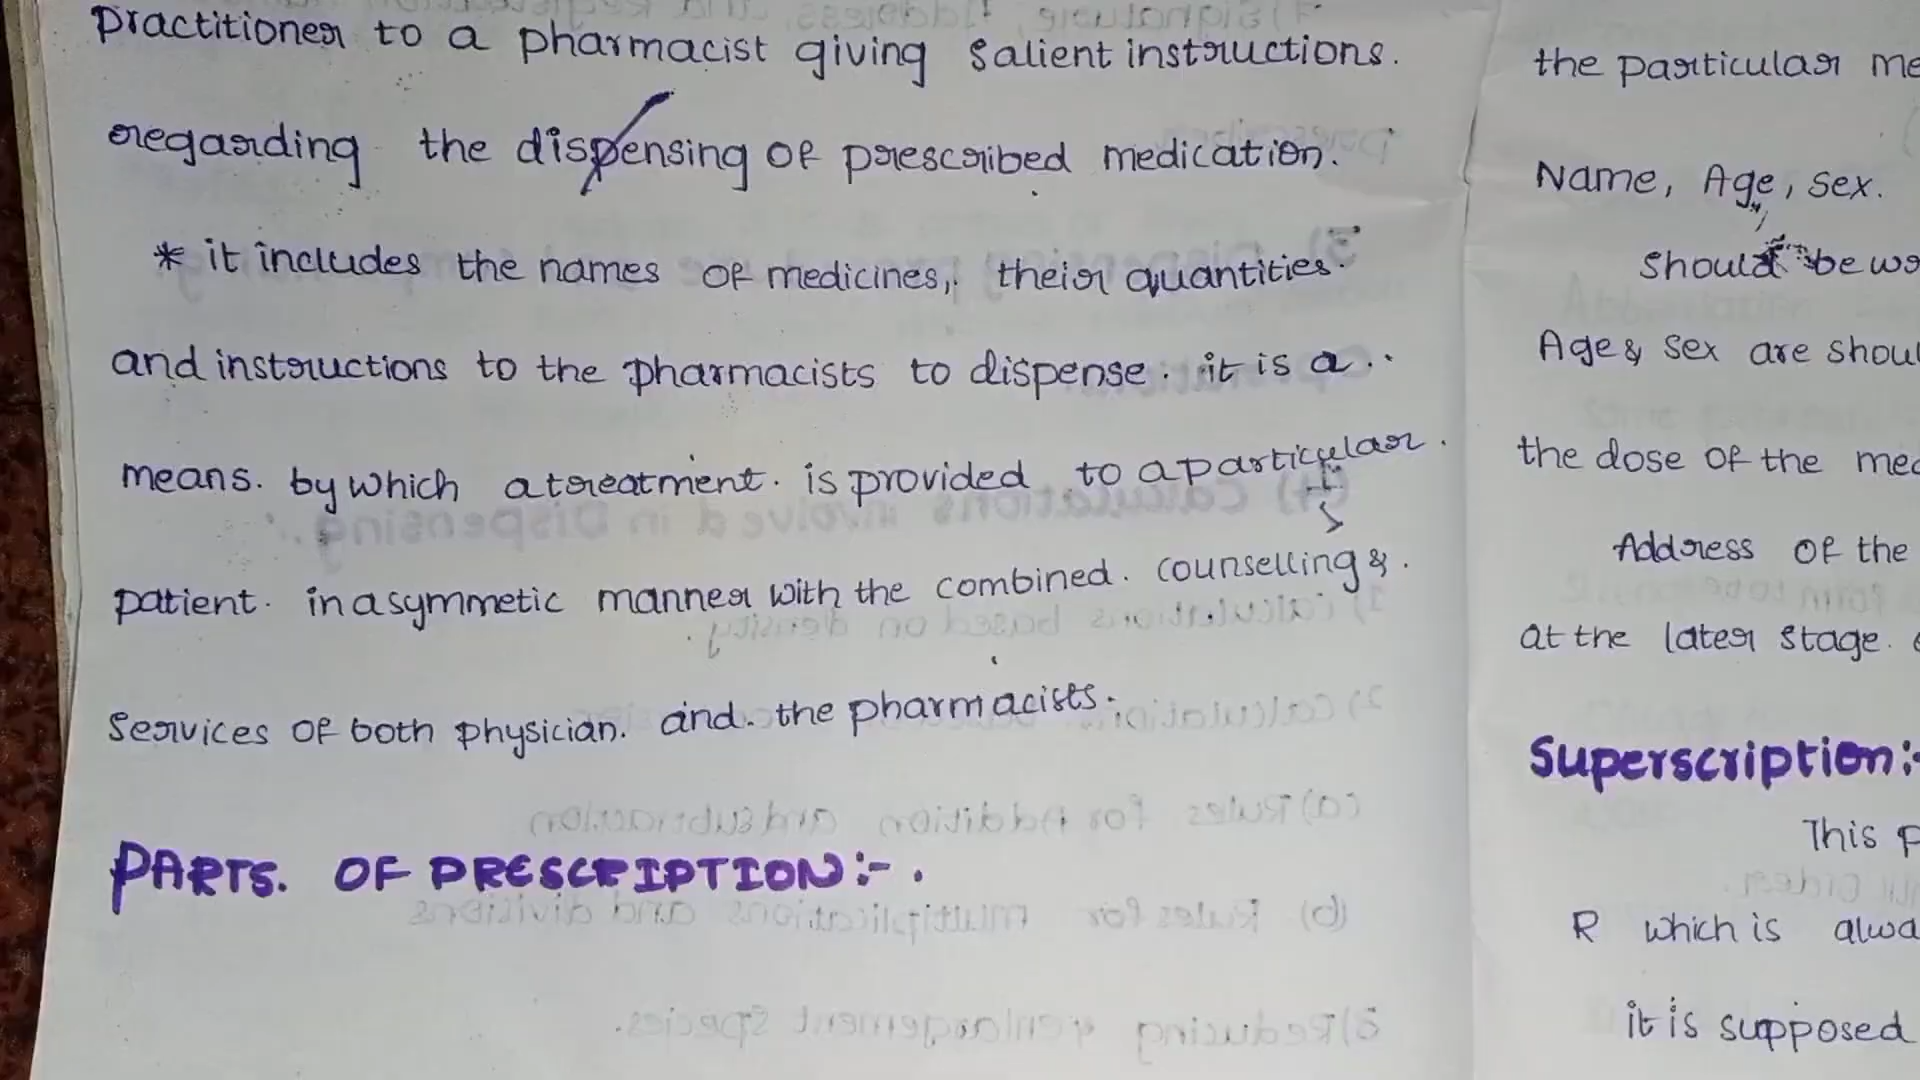 Practitioner to a pharmacist giving salient instructions.
regarding the dispensing of prescribed medication.
* it includes the names of medicines, their quantities.
and instructions to the pharmacists to dispense. it is a.
means. by which a treatment. is provided to a particular.
patient. in a symmetic manner with the combined. counselling &.
services of both physician. and. the pharmacists.
PARTS. OF PRESCRIPTION:-.
the particular
Name, Age, sex.
should be
Age & sex are
the dose of the
Address of the
at the later stage.
Superscription:-
This
R which is
it is supposed